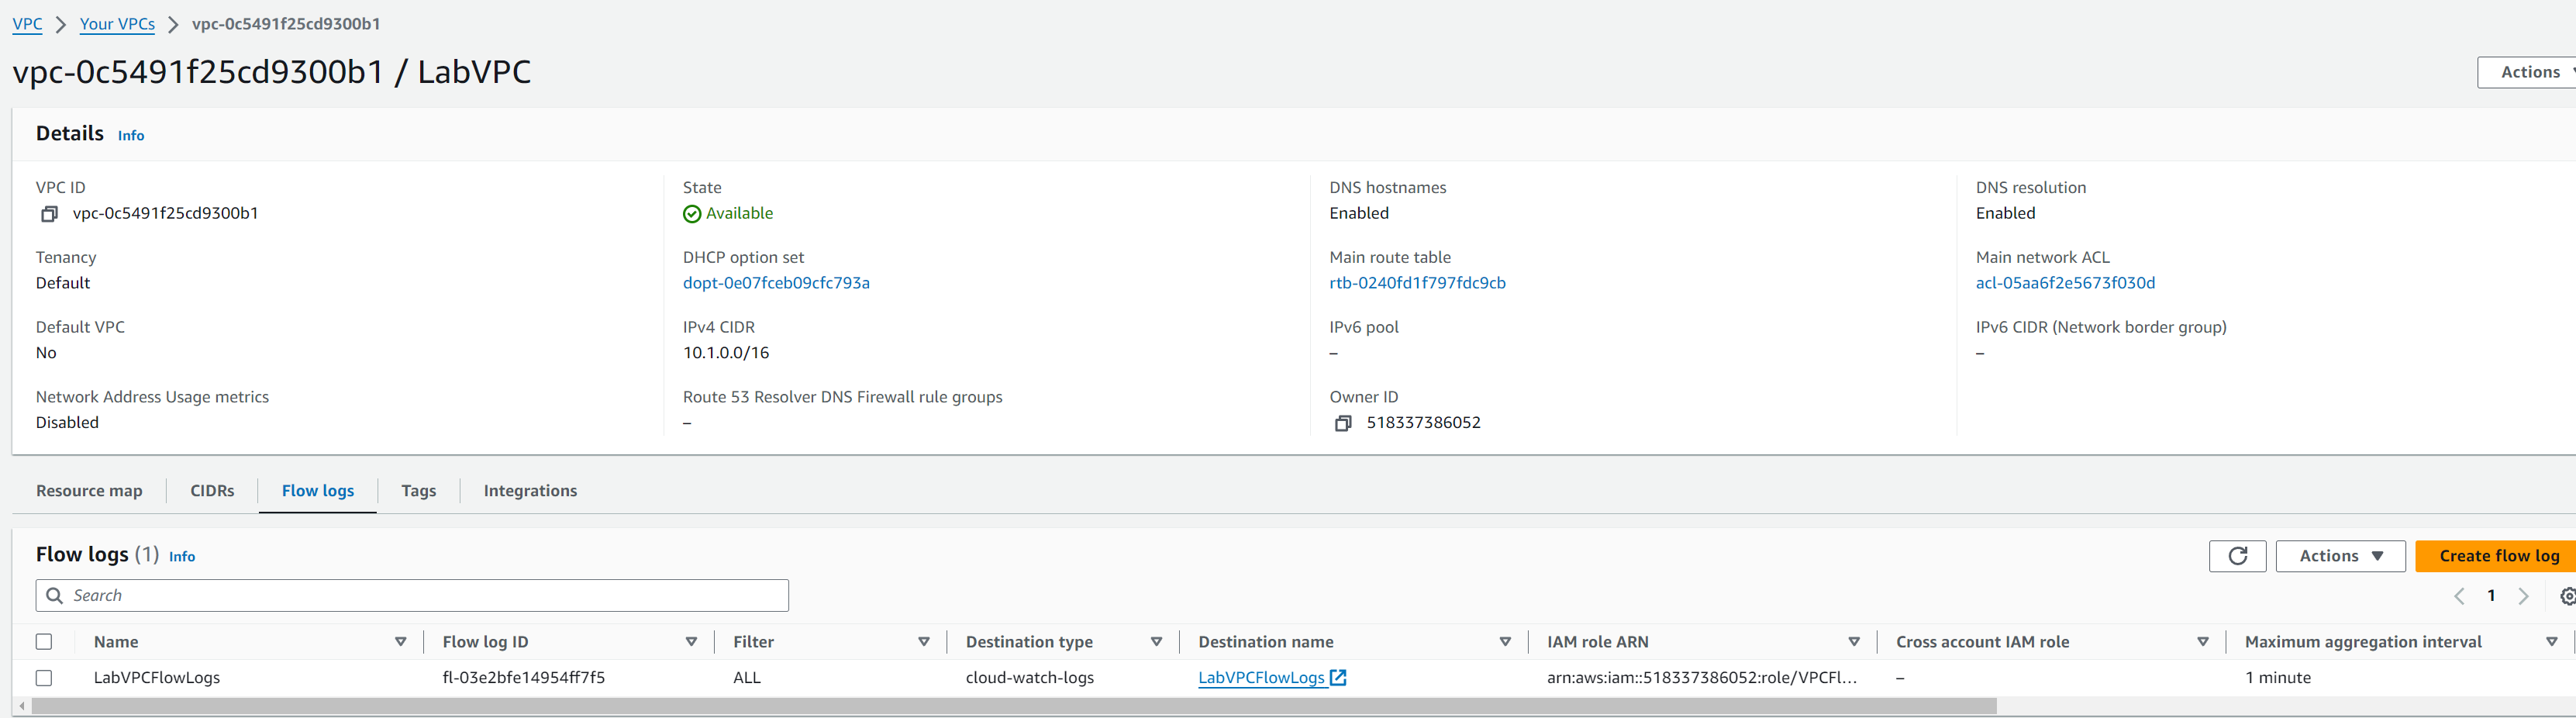 VPC > Your VPCs > vpc-0c5491f25cd9300b1
vpc-0c5491f25cd9300b1 / LabVPC
Actions
Details Info
VPC ID State DNS hostnames DNS resolution
vpc-0c5491f25cd9300b1 Available Enabled Enabled
Tenancy DHCP option set Main route table Main network ACL
Default dopt-0e07fceb09cfc793a rtb-0240fd1f797fdc9cb acl-05aa6f2e5673f030d
Default VPC IPv4 CIDR IPv6 pool IPv6 CIDR (Network border group)
No 10.1.0.0/16 – –
Network Address Usage metrics Route 53 Resolver DNS Firewall rule groups Owner ID
Disabled – 518337386052
Resource map CIDRs Flow logs Tags Integrations
Flow logs (1) Info Actions Create flow log
Search 1
Name Flow log ID Filter Destination type Destination name IAM role ARN Cross account IAM role Maximum aggregation interval
LabVPCFlowLogs fl-03e2bfe14954ff7f5 ALL cloud-watch-logs LabVPCFlowLogs arn:aws:iam::518337386052:role/VPCFl... – 1 minute